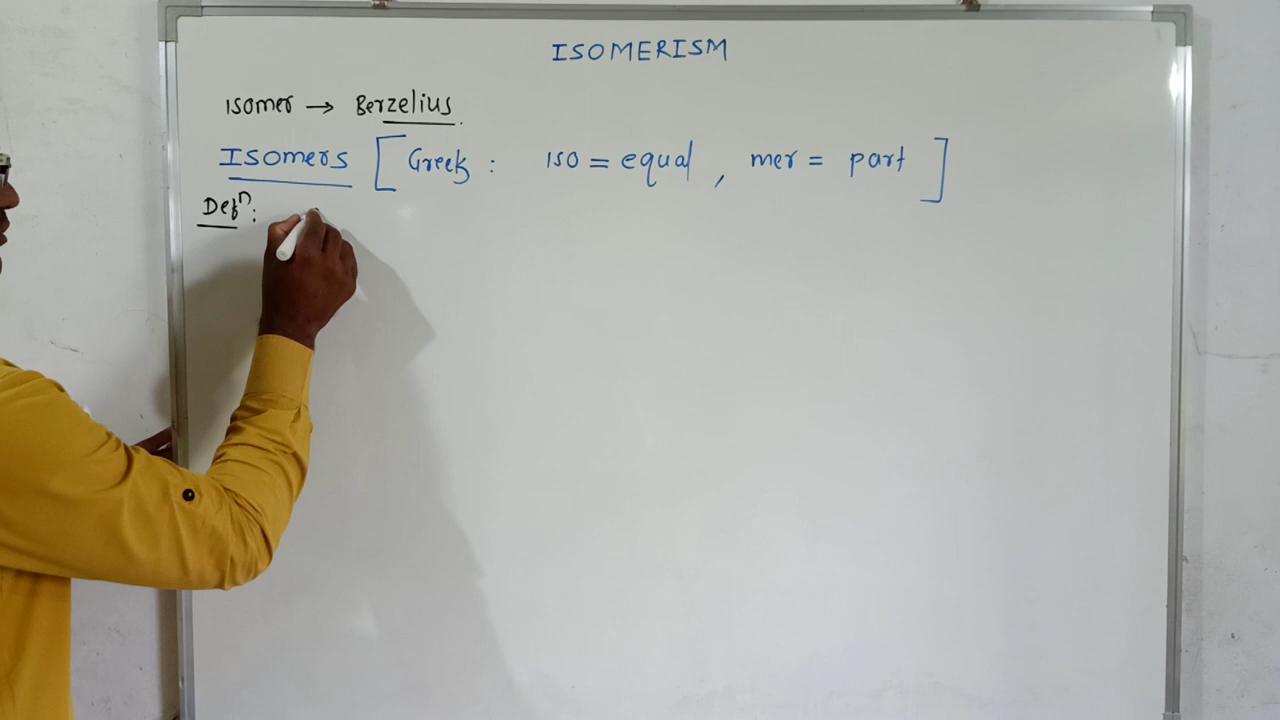 ISOMERISM
Isomer → Berzelius.
Isomers [Greek : iso = equal, mer = part]
Defⁿ: